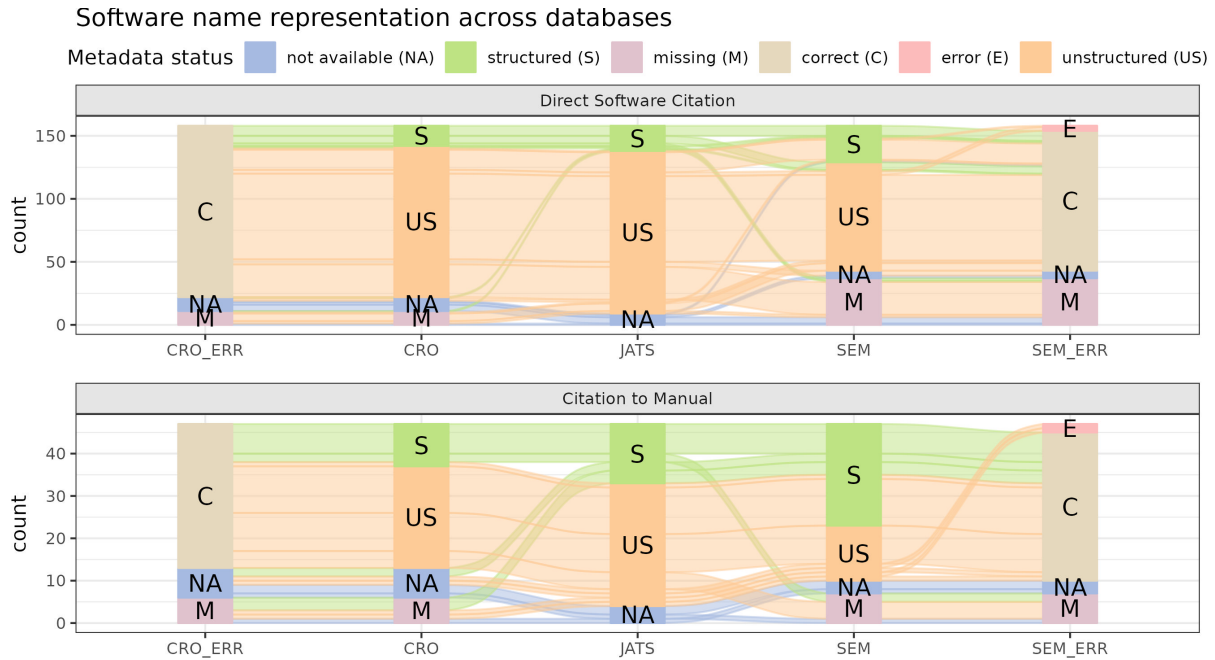 Software name representation across databases
Metadata status not available (NA) structured (S) missing (M) correct (C) error (E) unstructured (US)
Direct Software Citation
count
150
100
50
0
C
NA
M
S
US
NA
M
S
US
NA
S
US
NA
M
E
C
NA
M
CRO_ERR CRO JATS SEM SEM_ERR
Citation to Manual
count
40
30
20
10
0
C
NA
M
S
US
NA
M
S
US
NA
S
US
NA
M
E
C
NA
M
CRO_ERR CRO JATS SEM SEM_ERR